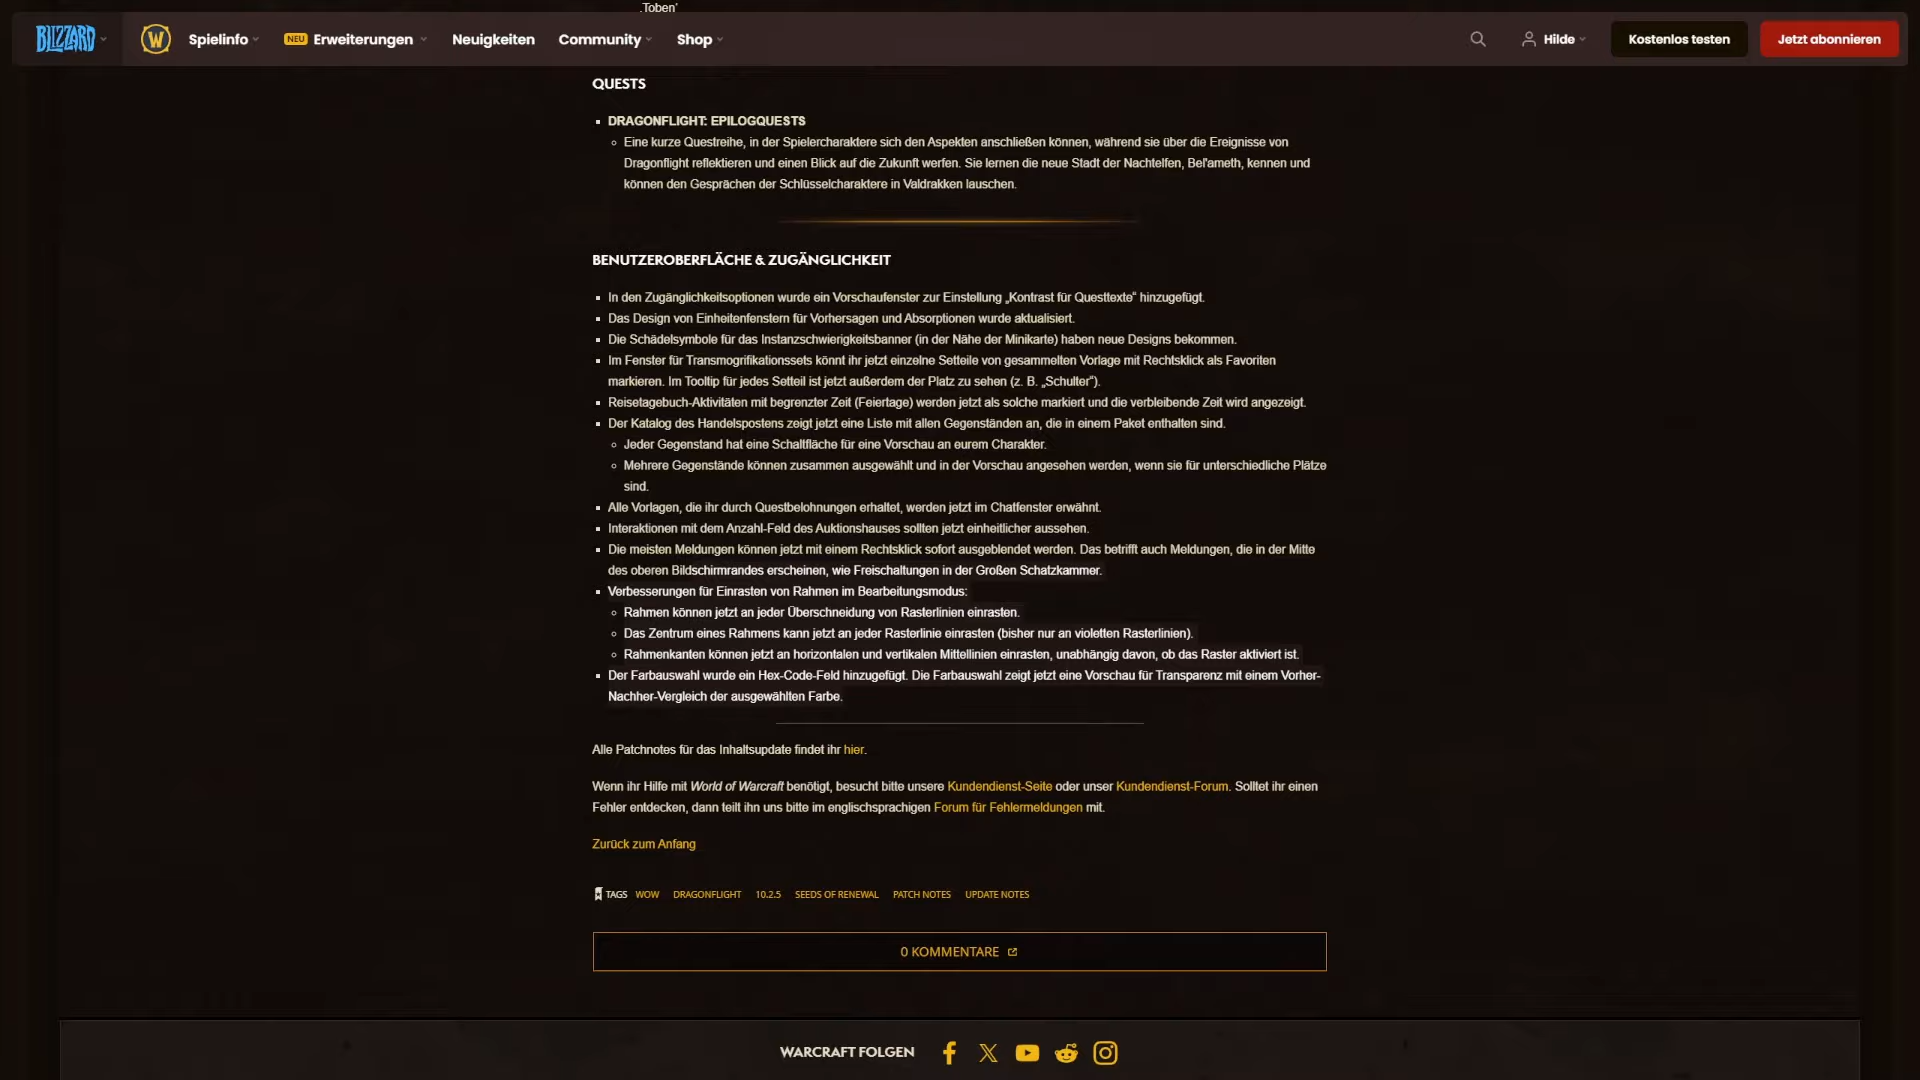 .Toben'
BLIZZARD
W Spielinfo NEU Erweiterungen Neuigkeiten Community Shop Hilde Kostenlos testen Jetzt abonnieren
QUESTS
DRAGONFLIGHT: EPILOGQUESTS
Eine kurze Questreihe, in der Spielercharaktere sich den Aspekten anschließen können, während sie über die Ereignisse von
Dragonflight reflektieren und einen Blick auf die Zukunft werfen. Sie lernen die neue Stadt der Nachtelfen, Bel'ameth, kennen und
können den Gesprächen der Schlüsselcharaktere in Valdrakken lauschen.
BENUTZEROBERFLÄCHE & ZUGÄNGLICHKEIT
In den Zugänglichkeitsoptionen wurde ein Vorschaufenster zur Einstellung „Kontrast für Questtexte“ hinzugefügt.
Das Design von Einheitenfenstern für Vorhersagen und Absorptionen wurde aktualisiert.
Die Schädelsymbole für das Instanzschwierigkeitsbanner (in der Nähe der Minikarte) haben neue Designs bekommen.
Im Fenster für Transmogrifikationssets könnt ihr jetzt einzelne Setteile von gesammelten Vorlage mit Rechtsklick als Favoriten
markieren. Im Tooltip für jedes Setteil ist jetzt außerdem der Platz zu sehen (z. B. „Schulter“).
Reisetagebuch-Aktivitäten mit begrenzter Zeit (Feiertage) werden jetzt als solche markiert und die verbleibende Zeit wird angezeigt.
Der Katalog des Handelspostens zeigt jetzt eine Liste mit allen Gegenständen an, die in einem Paket enthalten sind.
Jeder Gegenstand hat eine Schaltfläche für eine Vorschau an eurem Charakter.
Mehrere Gegenstände können zusammen ausgewählt und in der Vorschau angesehen werden, wenn sie für unterschiedliche Plätze
sind.
Alle Vorlagen, die ihr durch Questbelohnungen erhaltet, werden jetzt im Chatfenster erwähnt.
Interaktionen mit dem Anzahl-Feld des Auktionshauses sollten jetzt einheitlicher aussehen.
Die meisten Meldungen können jetzt mit einem Rechtsklick sofort ausgeblendet werden. Das betrifft auch Meldungen, die in der Mitte
des oberen Bildschirmrandes erscheinen, wie Freischaltungen in der Großen Schatzkammer.
Verbesserungen für Einrasten von Rahmen im Bearbeitungsmodus:
Rahmen können jetzt an jeder Überschneidung von Rasterlinien einrasten.
Das Zentrum eines Rahmens kann jetzt an jeder Rasterlinie einrasten (bisher nur an violetten Rasterlinien).
Rahmenkanten können jetzt an horizontalen und vertikalen Mittellinien einrasten, unabhängig davon, ob das Raster aktiviert ist.
Der Farbauswahl wurde ein Hex-Code-Feld hinzugefügt. Die Farbauswahl zeigt jetzt eine Vorschau für Transparenz mit einem Vorher-
Nachher-Vergleich der ausgewählten Farbe.
Alle Patchnotes für das Inhaltsupdate findet ihr hier.
Wenn ihr Hilfe mit World of Warcraft benötigt, besucht bitte unsere Kundendienst-Seite oder unser Kundendienst-Forum. Solltet ihr einen
Fehler entdecken, dann teilt ihn uns bitte im englischsprachigen Forum für Fehlermeldungen mit.
Zurück zum Anfang
TAGS WOW DRAGONFLIGHT 10.2.5 SEEDS OF RENEWAL PATCH NOTES UPDATE NOTES
0 KOMMENTARE
WARCRAFT FOLGEN